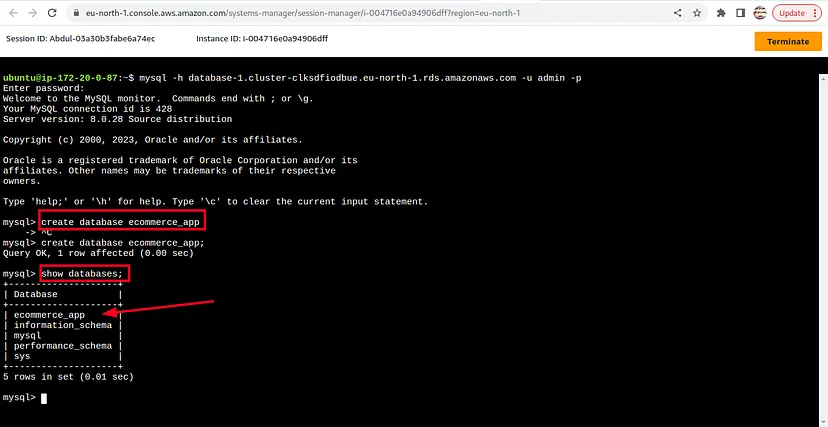 eu-north-1.console.aws.amazon.com/systems-manager/session-manager/i-004716e0a94906dff?region=eu-north-1
Update
Session ID: Abdul-03a30b3fabe6a74ec
Instance ID: i-004716e0a94906dff
Terminate
ubuntu@ip-172-20-0-87:~$ mysql -h database-1.cluster-clksdfiodbue.eu-north-1.rds.amazonaws.com -u admin -p
Enter password:
Welcome to the MySQL monitor.  Commands end with ; or \g.
Your MySQL connection id is 428
Server version: 8.0.28 Source distribution
Copyright (c) 2000, 2023, Oracle and/or its affiliates.
Oracle is a registered trademark of Oracle Corporation and/or its
affiliates. Other names may be trademarks of their respective
owners.
Type 'help;' or '\h' for help. Type '\c' to clear the current input statement.
mysql> create database ecommerce_app
    -> ^C
mysql> create database ecommerce_app;
Query OK, 1 row affected (0.00 sec)
mysql> show databases;
+--------------------+
| Database           |
+--------------------+
| ecommerce_app      |
| information_schema |
| mysql              |
| performance_schema |
| sys                |
+--------------------+
5 rows in set (0.01 sec)
mysql>